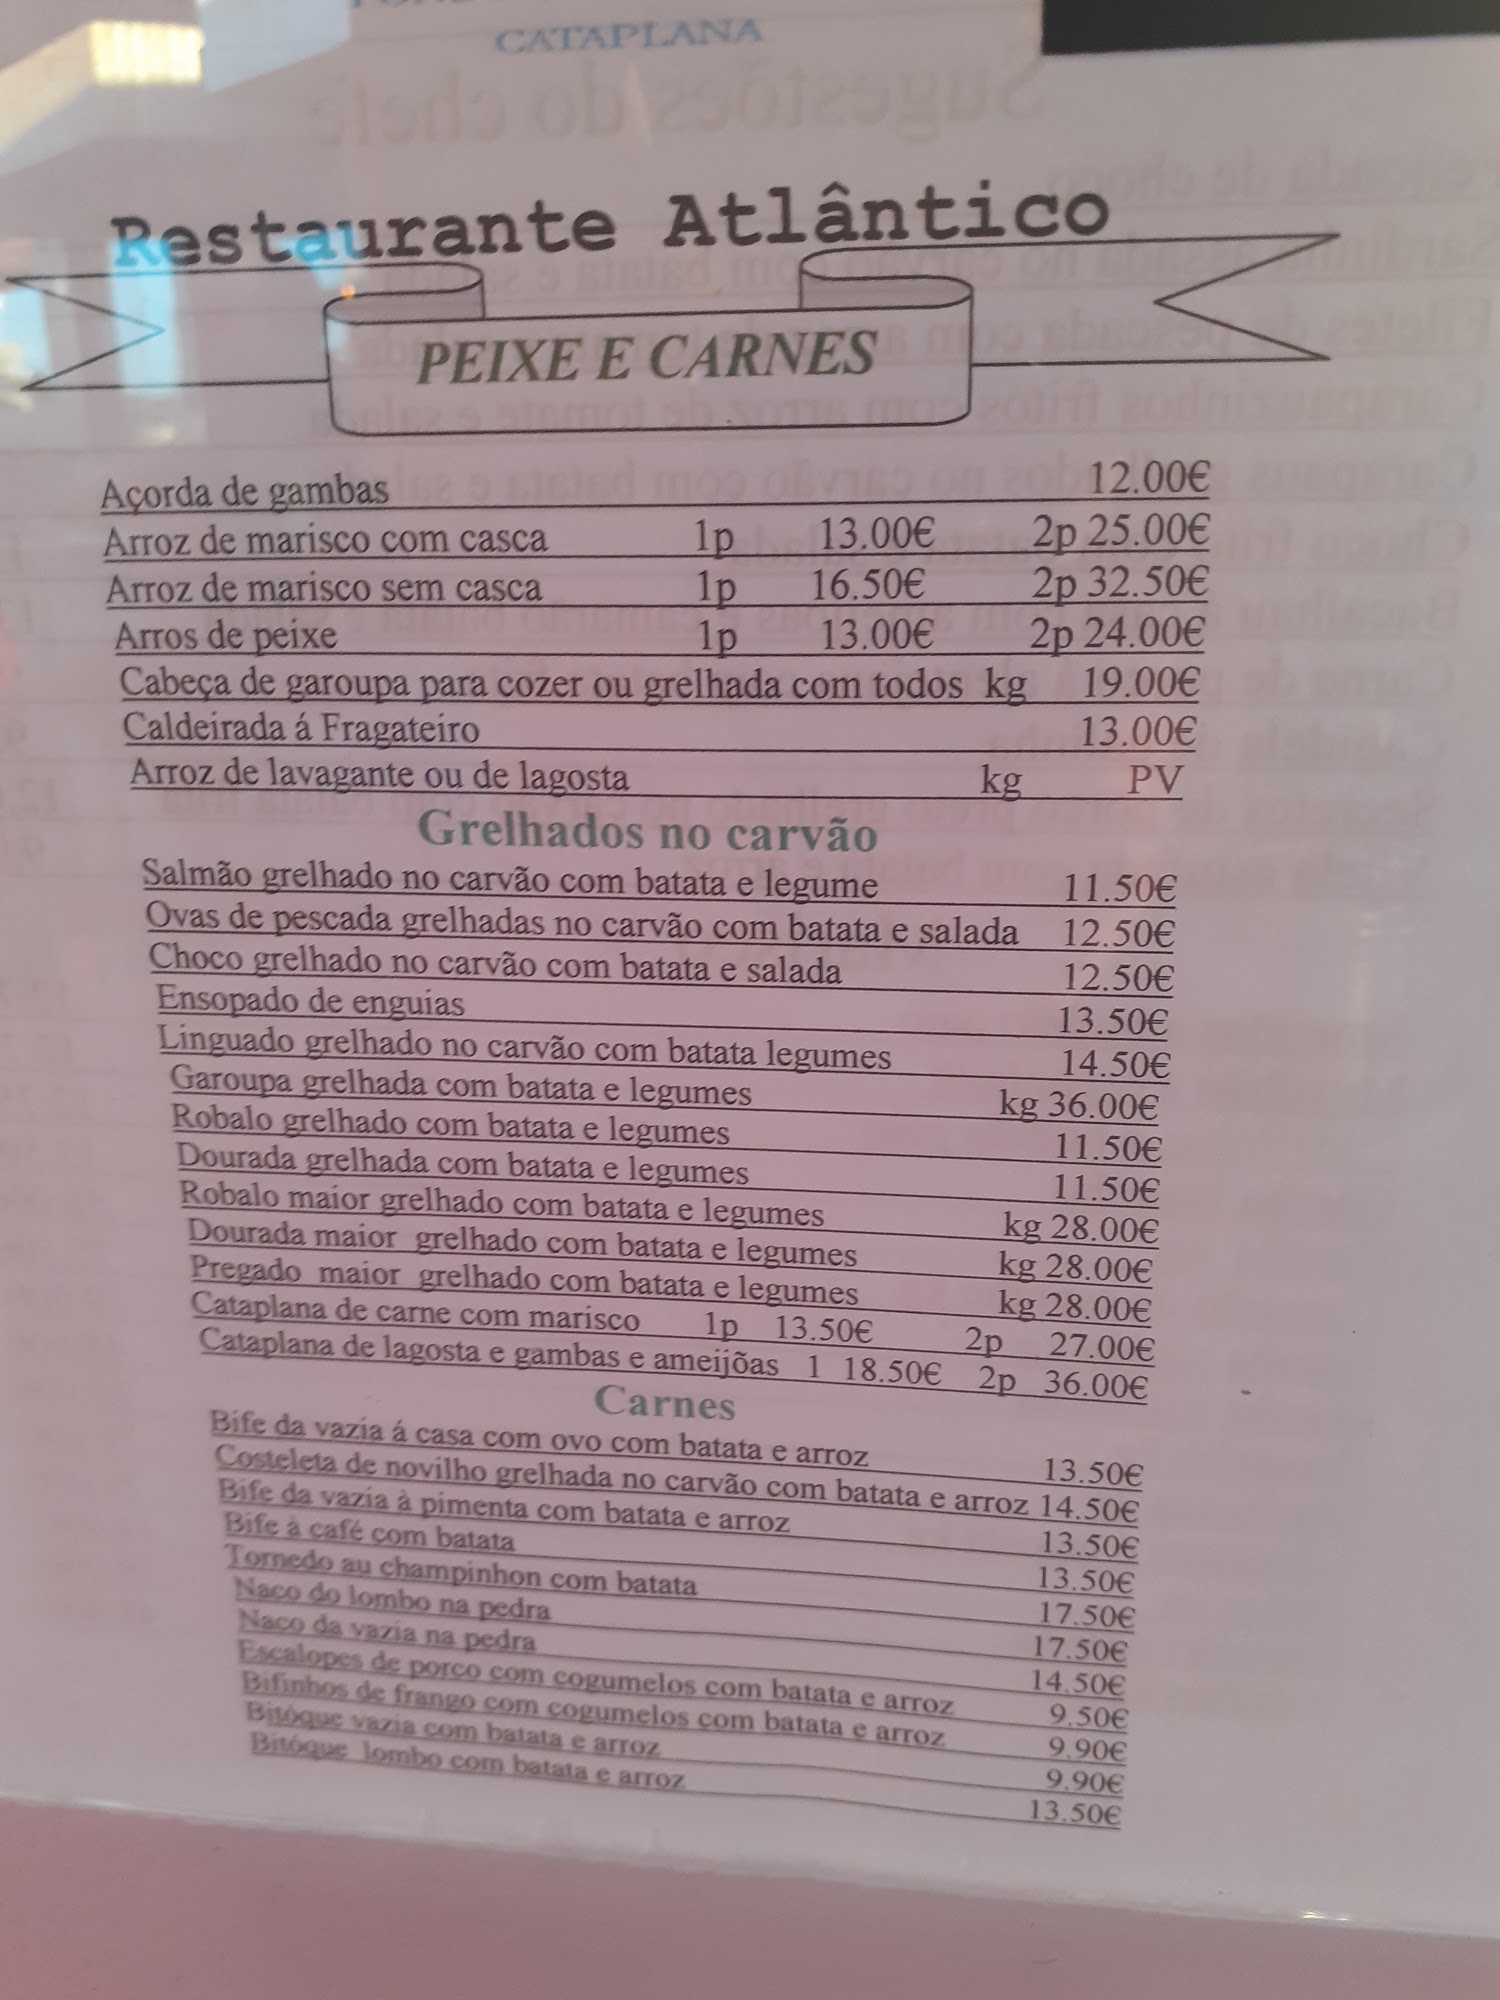 CATAPLANA
Restaurante Atlântico
PEIXE E CARNES
Açorda de gambas 12.00€
Arroz de marisco com casca 1p 13.00€ 2p 25.00€
Arroz de marisco sem casca 1p 16.50€ 2p 32.50€
Arros de peixe 1p 13.00€ 2p 24.00€
Cabeça de garoupa para cozer ou grelhada com todos kg 19.00€
Caldeirada á Fragateiro 13.00€
Arroz de lavagante ou de lagosta kg PV
Grelhados no carvão
Salmão grelhado no carvão com batata e legume 11.50€
Ovas de pescada grelhadas no carvão com batata e salada 12.50€
Choco grelhado no carvão com batata e salada 12.50€
Ensopado de enguias 13.50€
Linguado grelhado no carvão com batata legumes 14.50€
Garoupa grelhada com batata e legumes kg 36.00€
Robalo grelhado com batata e legumes 11.50€
Dourada grelhada com batata e legumes 11.50€
Robalo maior grelhado com batata e legumes kg 28.00€
Dourada maior grelhado com batata e legumes kg 28.00€
Pregado maior grelhado com batata e legumes kg 28.00€
Cataplana de carne com marisco 1p 13.50€ 2p 27.00€
Cataplana de lagosta e gambas e ameijõas 1 18.50€ 2p 36.00€
Carnes
Bife da vazia á casa com ovo com batata e arroz 13.50€
Costeleta de novilho grelhada no carvão com batata e arroz 14.50€
Bife da vazia à pimenta com batata e arroz 13.50€
Bife à café com batata 13.50€
Tornedo au champinhon com batata 17.50€
Naco do lombo na pedra 17.50€
Naco da vazia na pedra 14.50€
Escalopes de porco com cogumelos com batata e arroz 9.50€
Bifinhos de frango com cogumelos com batata e arroz 9.90€
Bitóque vazia com batata e arroz 9.90€
Bitóque lombo com batata e arroz 13.50€